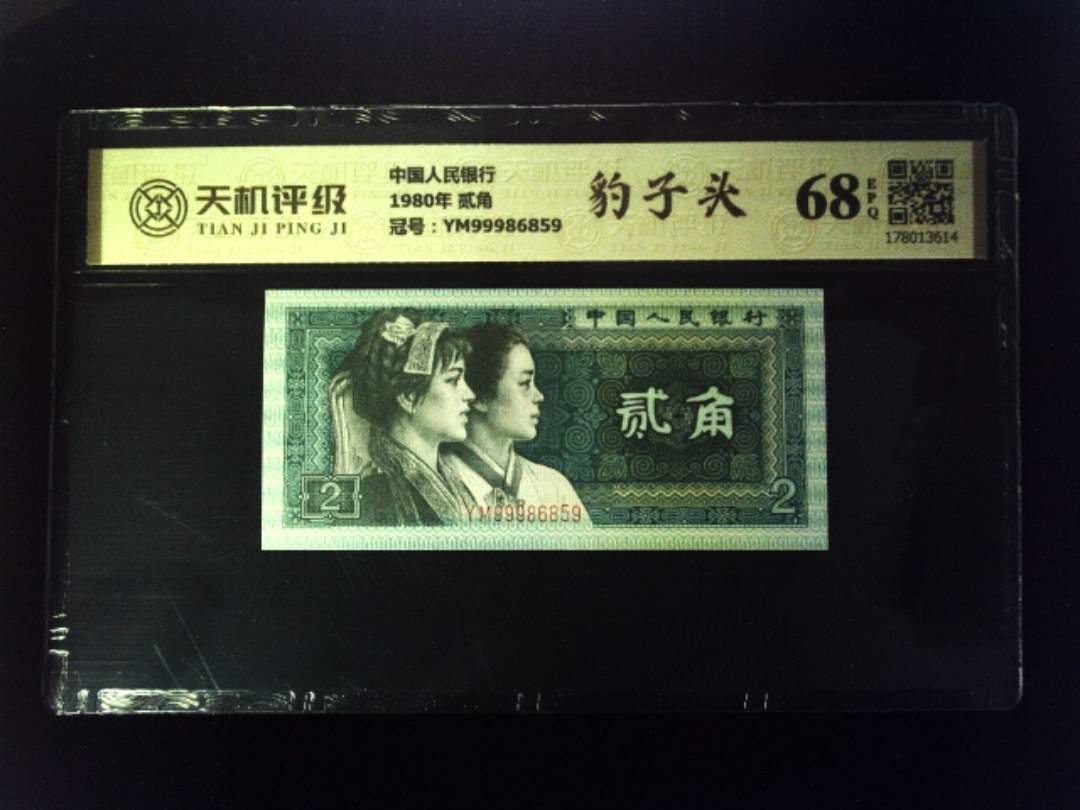 天机评级
TIAN JI PING JI
中国人民银行
1980年 贰角
冠号：YM99986859
豹子头
68
EPQ
178013614
中国人民银行
贰角
2
2
YM99986859